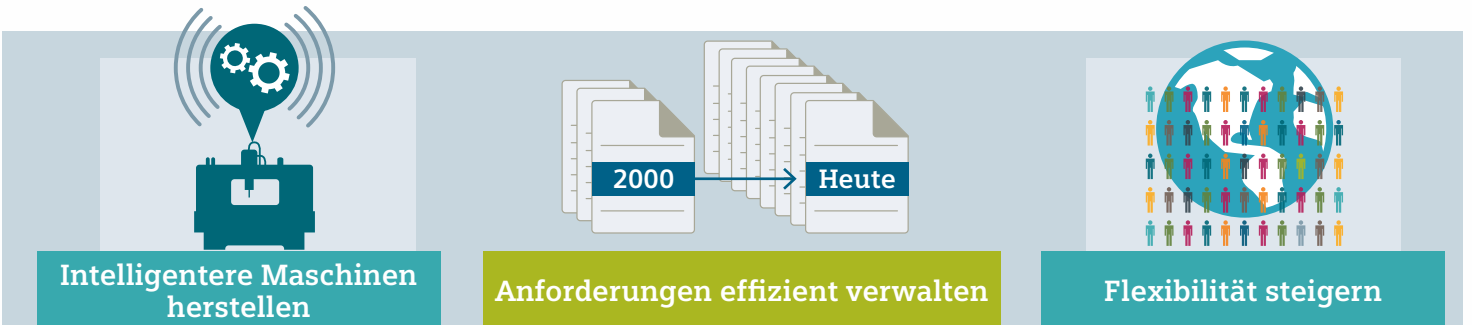 2000
Heute
Intelligentere Maschinen
herstellen
Anforderungen effizient verwalten
Flexibilität steigern